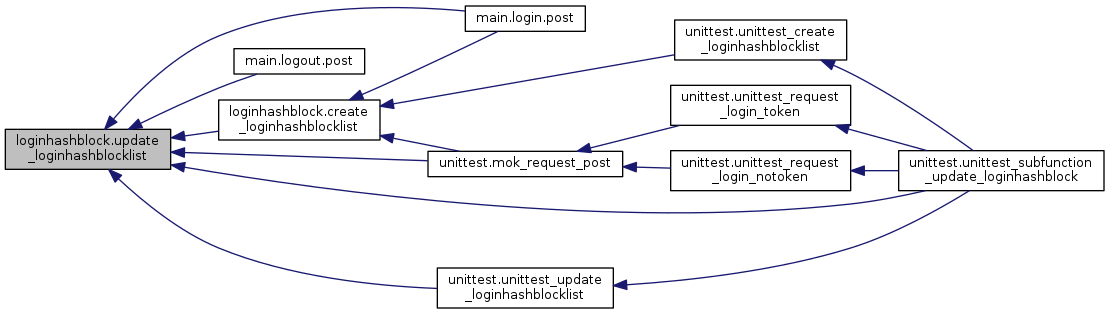 main.login.post
unittest.unittest_create
_loginhashblocklist
main.logout.post
unittest.unittest_request
_login_token
loginhashblock.create
_loginhashblocklist
loginhashblock.update
_loginhashblocklist
unittest.mok_request_post
unittest.unittest_request
_login_notoken
unittest.unittest_subfunction
_update_loginhashblock
unittest.unittest_update
_loginhashblocklist